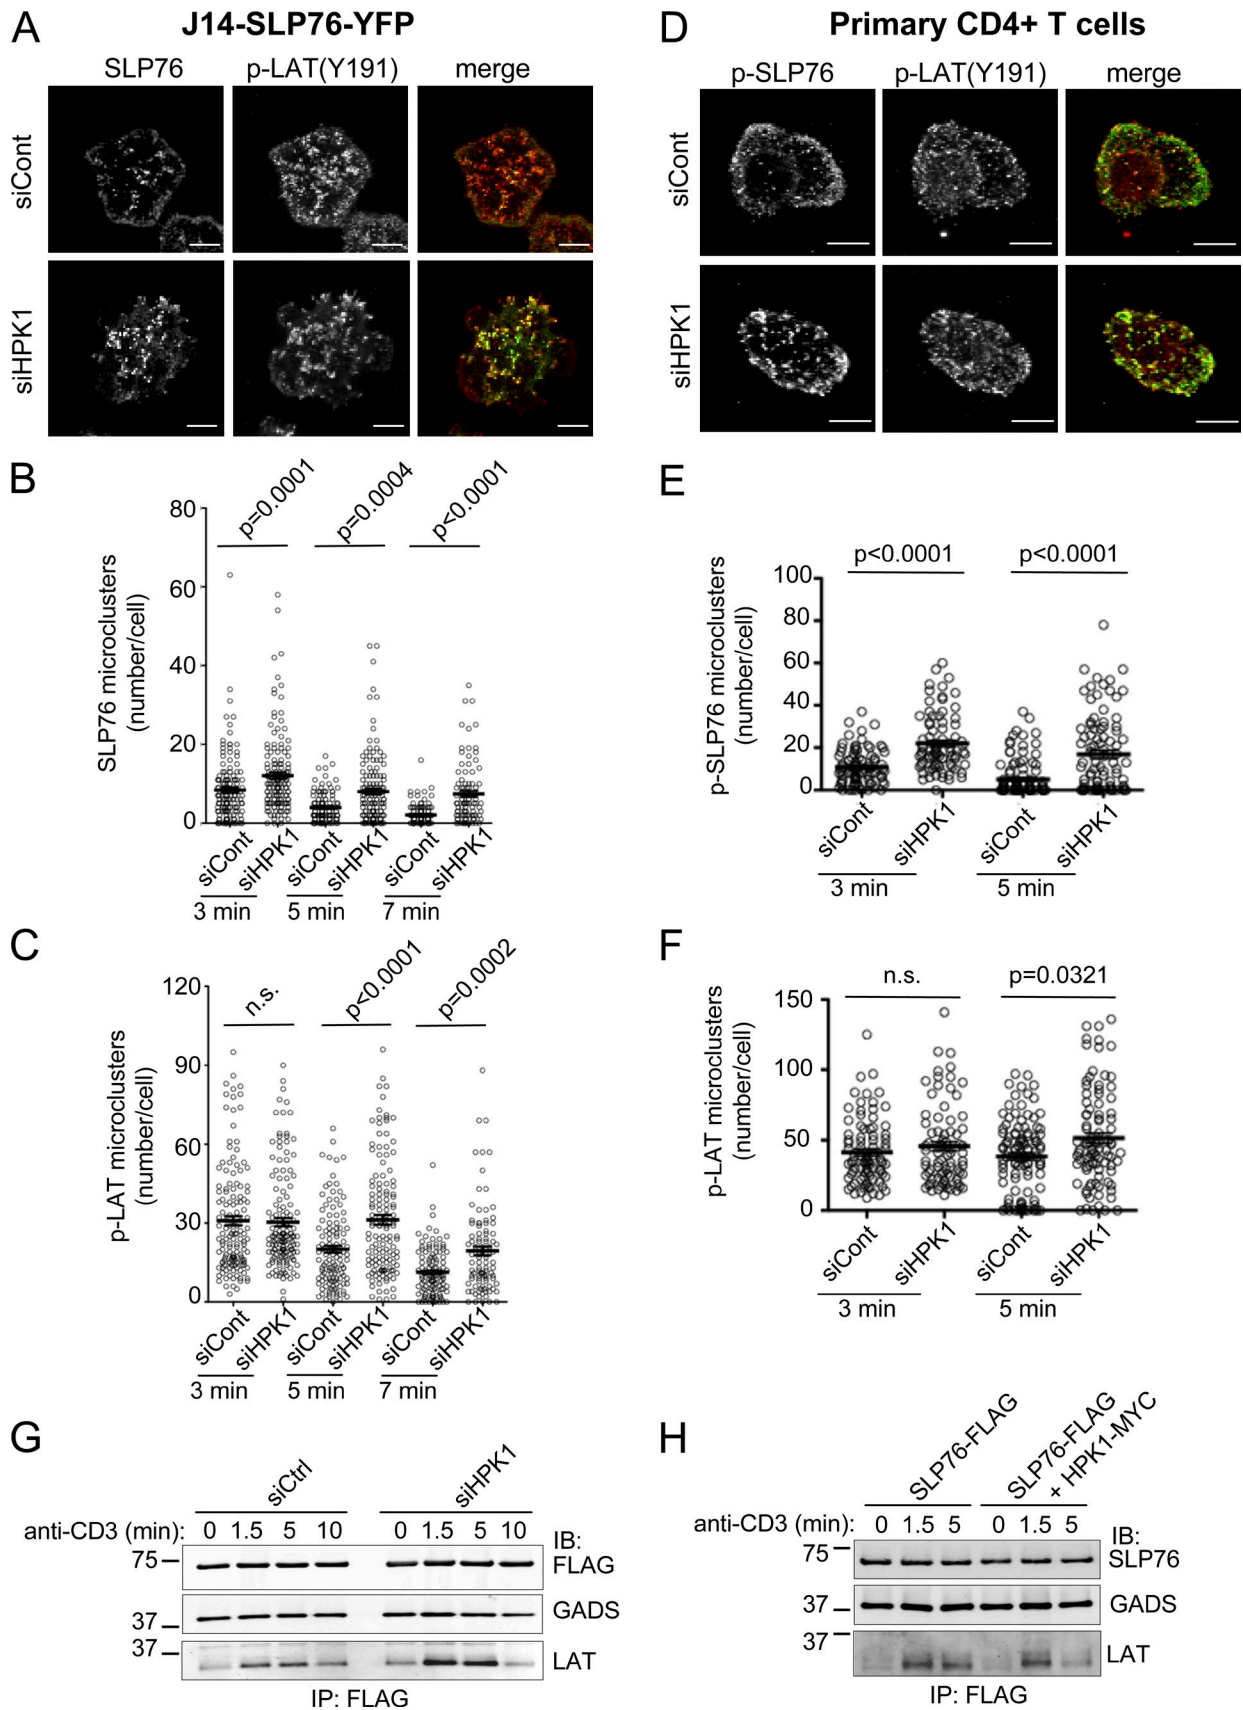 A J14-SLP76-YFP
SLP76 p-LAT(Y191) merge
siCont
siHPK1
D Primary CD4+ T cells
p-SLP76 p-LAT(Y191) merge
siCont
siHPK1
B
SLP76 microclusters
(number/cell)
p=0.0001 p=0.0004 p<0.0001
80
60
40
20
0
siCont siHPK1 siCont siHPK1 siCont siHPK1
3 min 5 min 7 min
E
p-SLP76 microclusters
(number/cell)
p<0.0001 p<0.0001
100
80
60
40
20
0
siCont siHPK1 siCont siHPK1
3 min 5 min
C
p-LAT microclusters
(number/cell)
n.s. p<0.0001 p=0.0002
120
90
60
30
0
siCont siHPK1 siCont siHPK1 siCont siHPK1
3 min 5 min 7 min
F
p-LAT microclusters
(number/cell)
n.s. p=0.0321
150
100
50
0
siCont siHPK1 siCont siHPK1
3 min 5 min
G
siCtrl siHPK1
anti-CD3 (min): 0 1.5 5 10 0 1.5 5 10 IB:
75 FLAG
37 GADS
37 LAT
IP: FLAG
H
SLP76-FLAG SLP76-FLAG
+ HPK1-MYC
anti-CD3 (min): 0 1.5 5 0 1.5 5 IB:
75 SLP76
37 GADS
37 LAT
IP: FLAG